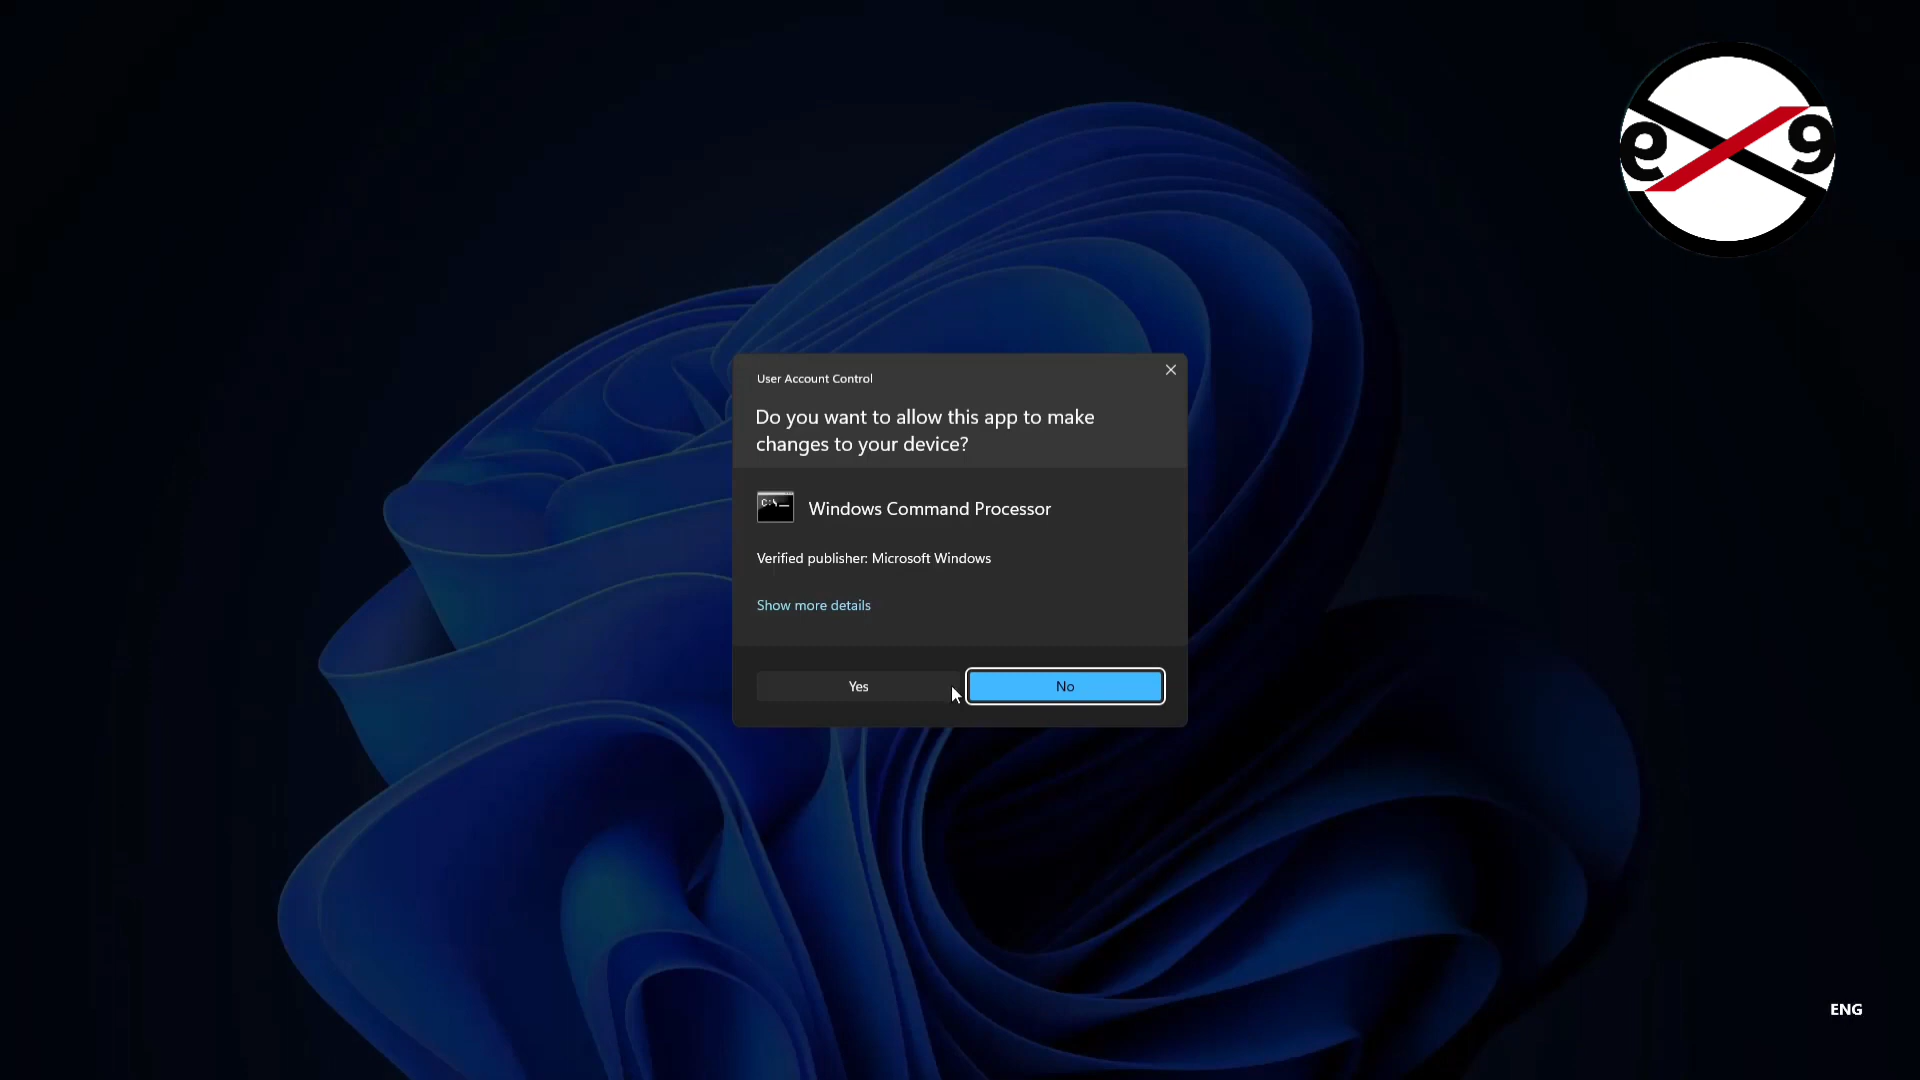 e 9
User Account Control
Do you want to allow this app to make
changes to your device?
C:\_
Windows Command Processor
Verified publisher: Microsoft Windows
Show more details
Yes
No
ENG